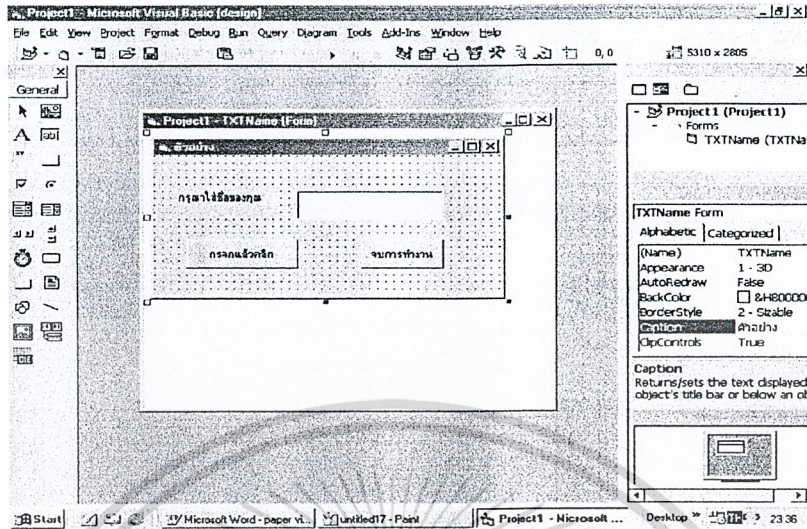 Project1 - Microsoft Visual Basic [design]
File Edit View Project Format Debug Run Query Diagram Tools Add-Ins Window Help
0, 0 5310 x 2805
General
Project1 - TXTName (Form)
ตัวอย่าง
กรุณาใส่ชื่อของคุณ
กรอกแล้วคลิก จบการทำงาน
Project1 (Project1)
Forms
TXTName (TXTNa
TXTName Form
Alphabetic Categorized
(Name) TXTName
Appearance 1 - 3D
AutoRedraw False
BackColor &H80000
BorderStyle 2 - Sizable
Caption ตัวอย่าง
ClipControls True
Caption
Returns/sets the text displayed
object's title bar or below an ob
Start Microsoft Word - paper vi... untitled17 - Paint Project1 - Microsoft ... Desktop » 23:36